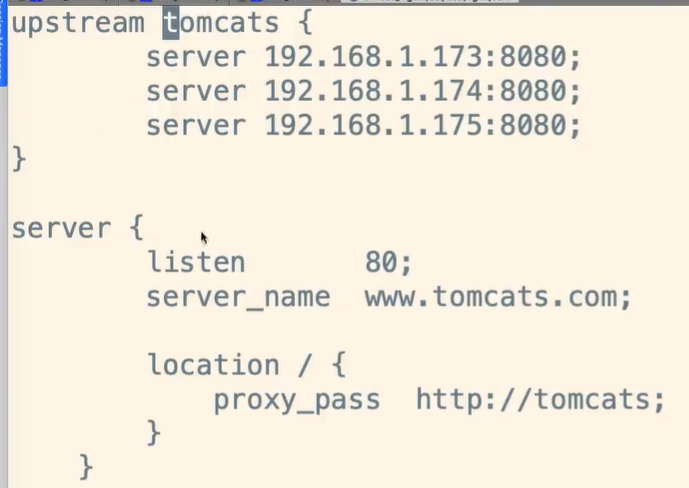 upstream tomcats {
        server 192.168.1.173:8080;
        server 192.168.1.174:8080;
        server 192.168.1.175:8080;
}
server {
        listen       80;
        server_name  www.tomcats.com;
        location / {
            proxy_pass  http://tomcats;
        }
    }